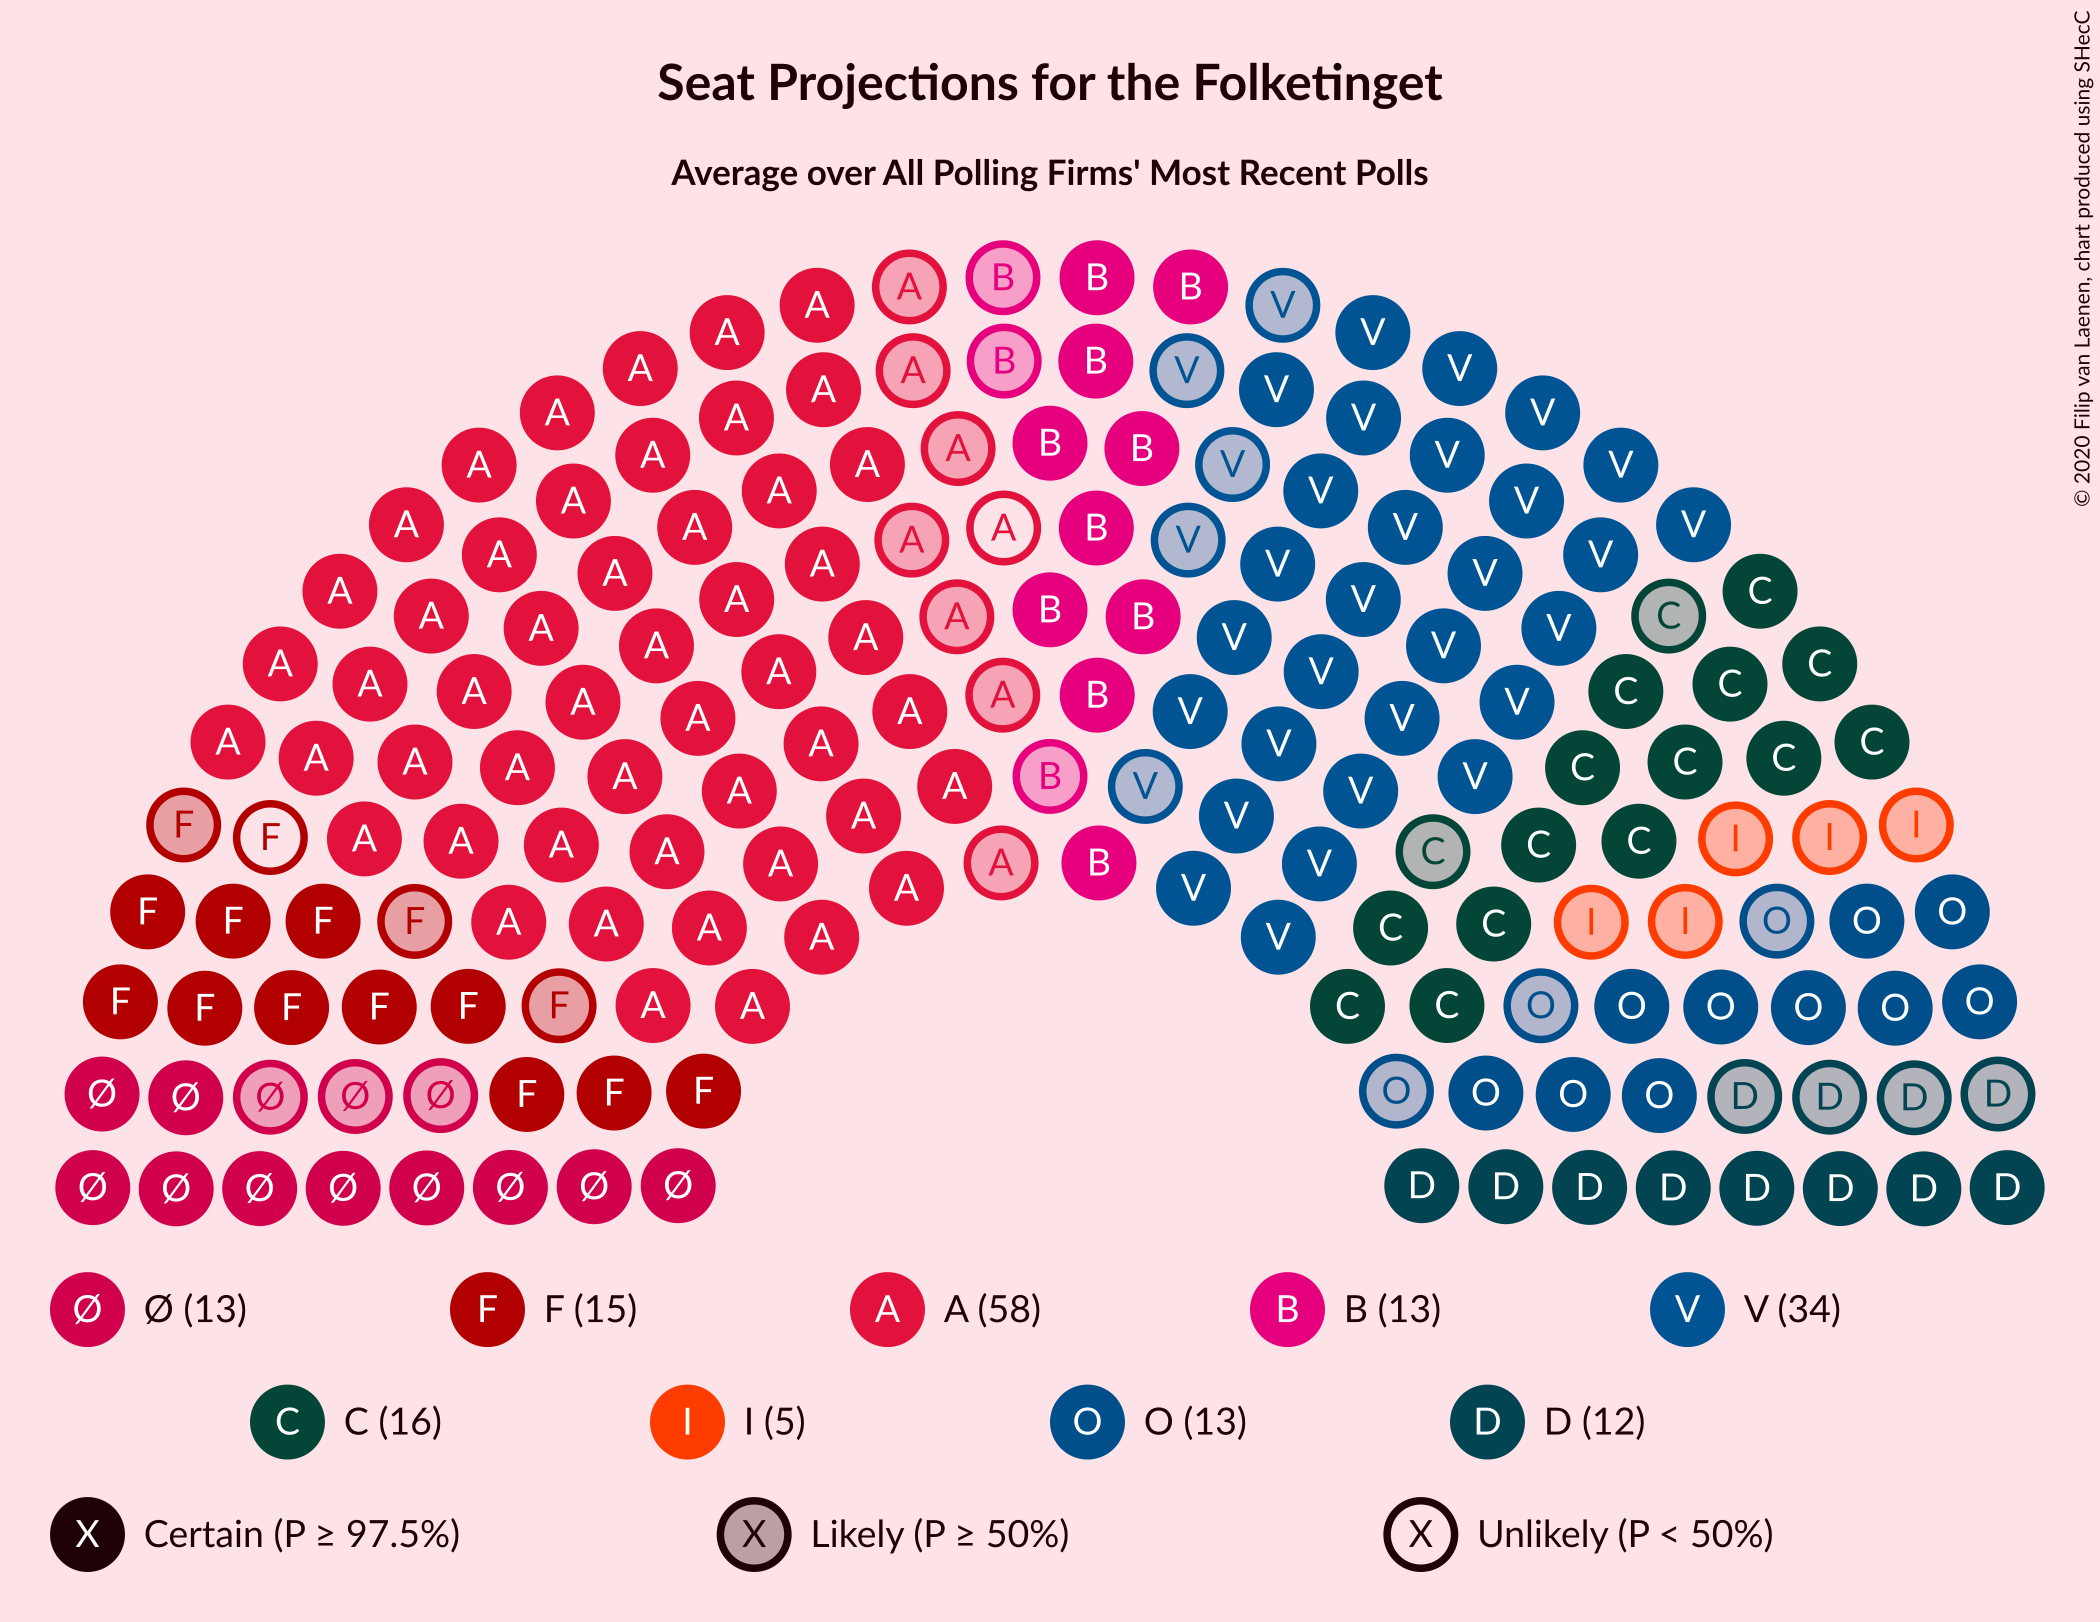 © 2020 Filip van Laenen, chart produced using SHecC
Seat Projections for the Folketinget
Average over All Polling Firms' Most Recent Polls
A A B B B V
A V
A A A B B V V V
A A V V
A A A A B B V V V
A A V V
A A A A A B V V V V
A A A A V V V C
A A A A B B V V C
A A A A A A B V V C C C
A A A V V V
A A A A A A A A B V V V V C C C C
F F A A A A A V C C C I I I
A A A B V V
F F F F A A A A V C C I I O O O
F F F F F F A A C C O O O O O O
Ø Ø Ø Ø Ø F F F O O O O D D D D
Ø Ø Ø Ø Ø Ø Ø Ø D D D D D D D D
Ø Ø (13) F F (15) A A (58) B B (13) V V (34)
C C (16) I I (5) O O (13) D D (12)
X Certain (P ≥ 97.5%) X Likely (P ≥ 50%) X Unlikely (P < 50%)